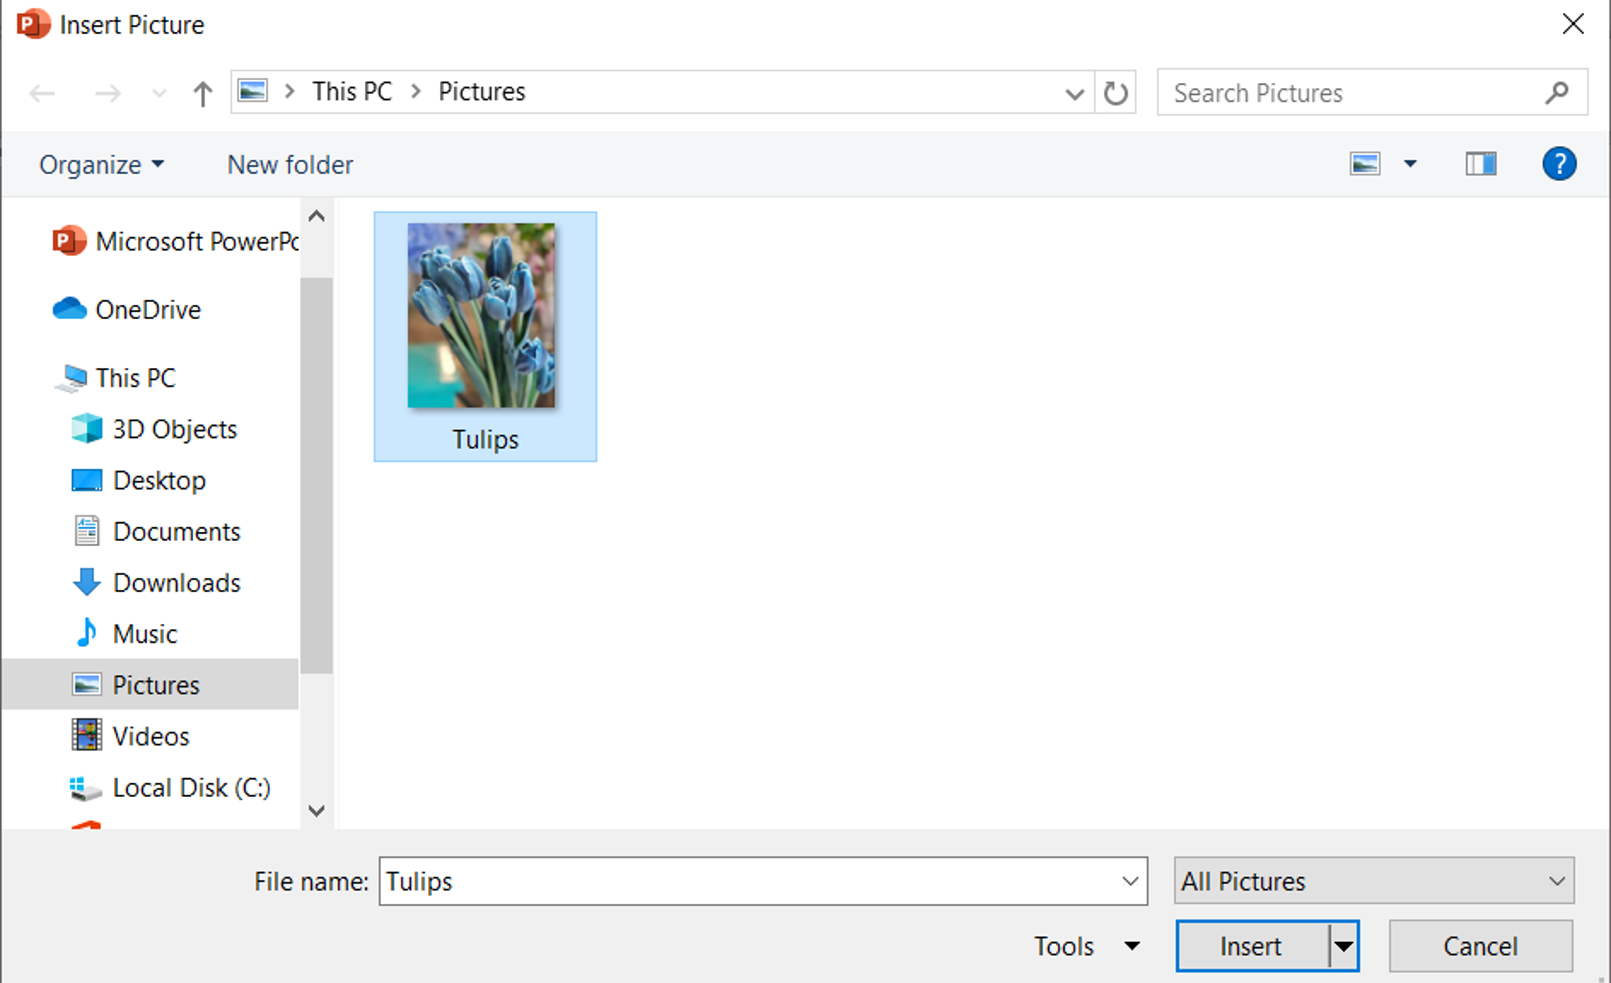 Insert Picture
This PC
Pictures
Search Pictures
Organize
New folder
?
Microsoft PowerPo
OneDrive
This PC
3D Objects
Desktop
Documents
Downloads
Music
Pictures
Videos
Local Disk (C:)
Tulips
File name: Tulips
All Pictures
Tools
Insert
Cancel